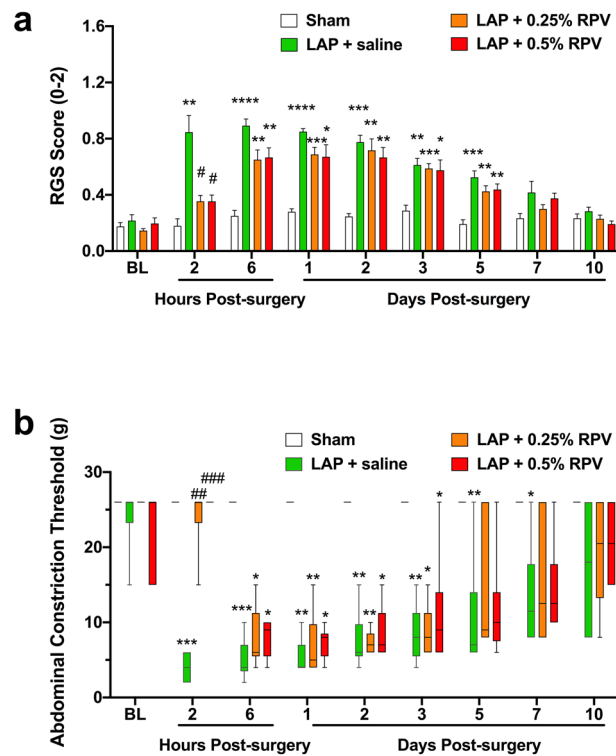 a
Sham
LAP + saline
LAP + 0.25% RPV
LAP + 0.5% RPV
RGS Score (0-2)
1.6
1.2
0.8
0.4
0.0
** **** **** *** ** ***
# # ** ** *** * ** ** *** * ** **
BL 2 6 1 2 3 5 7 10
Hours Post-surgery Days Post-surgery
b
Sham
LAP + saline
LAP + 0.25% RPV
LAP + 0.5% RPV
Abdominal Constriction Threshold (g)
30
20
10
0
###
##
* ** *
*** *** * ** * ** * ** ** ** * **
BL 2 6 1 2 3 5 7 10
Hours Post-surgery Days Post-surgery